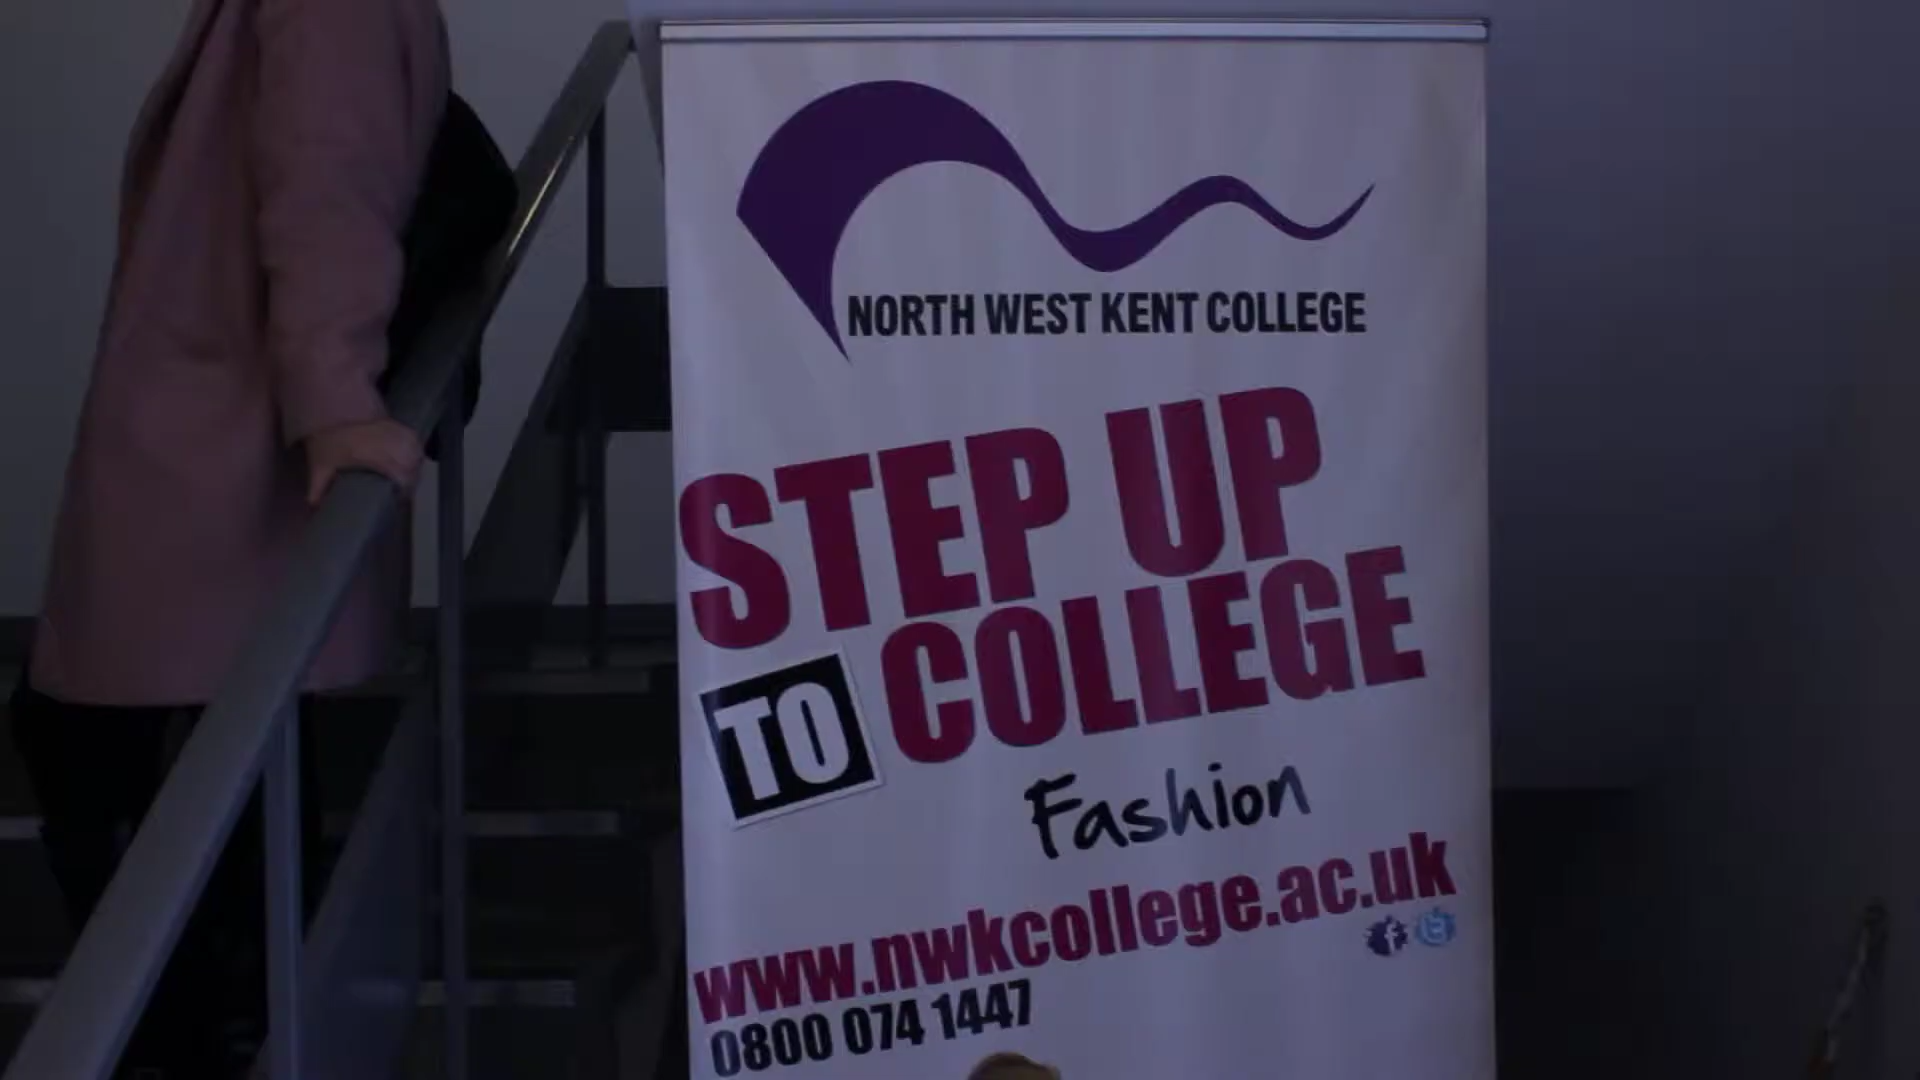 NORTH WEST KENT COLLEGE
STEP UP
TO COLLEGE
Fashion
www.nwkcollege.ac.uk
0800 074 1447